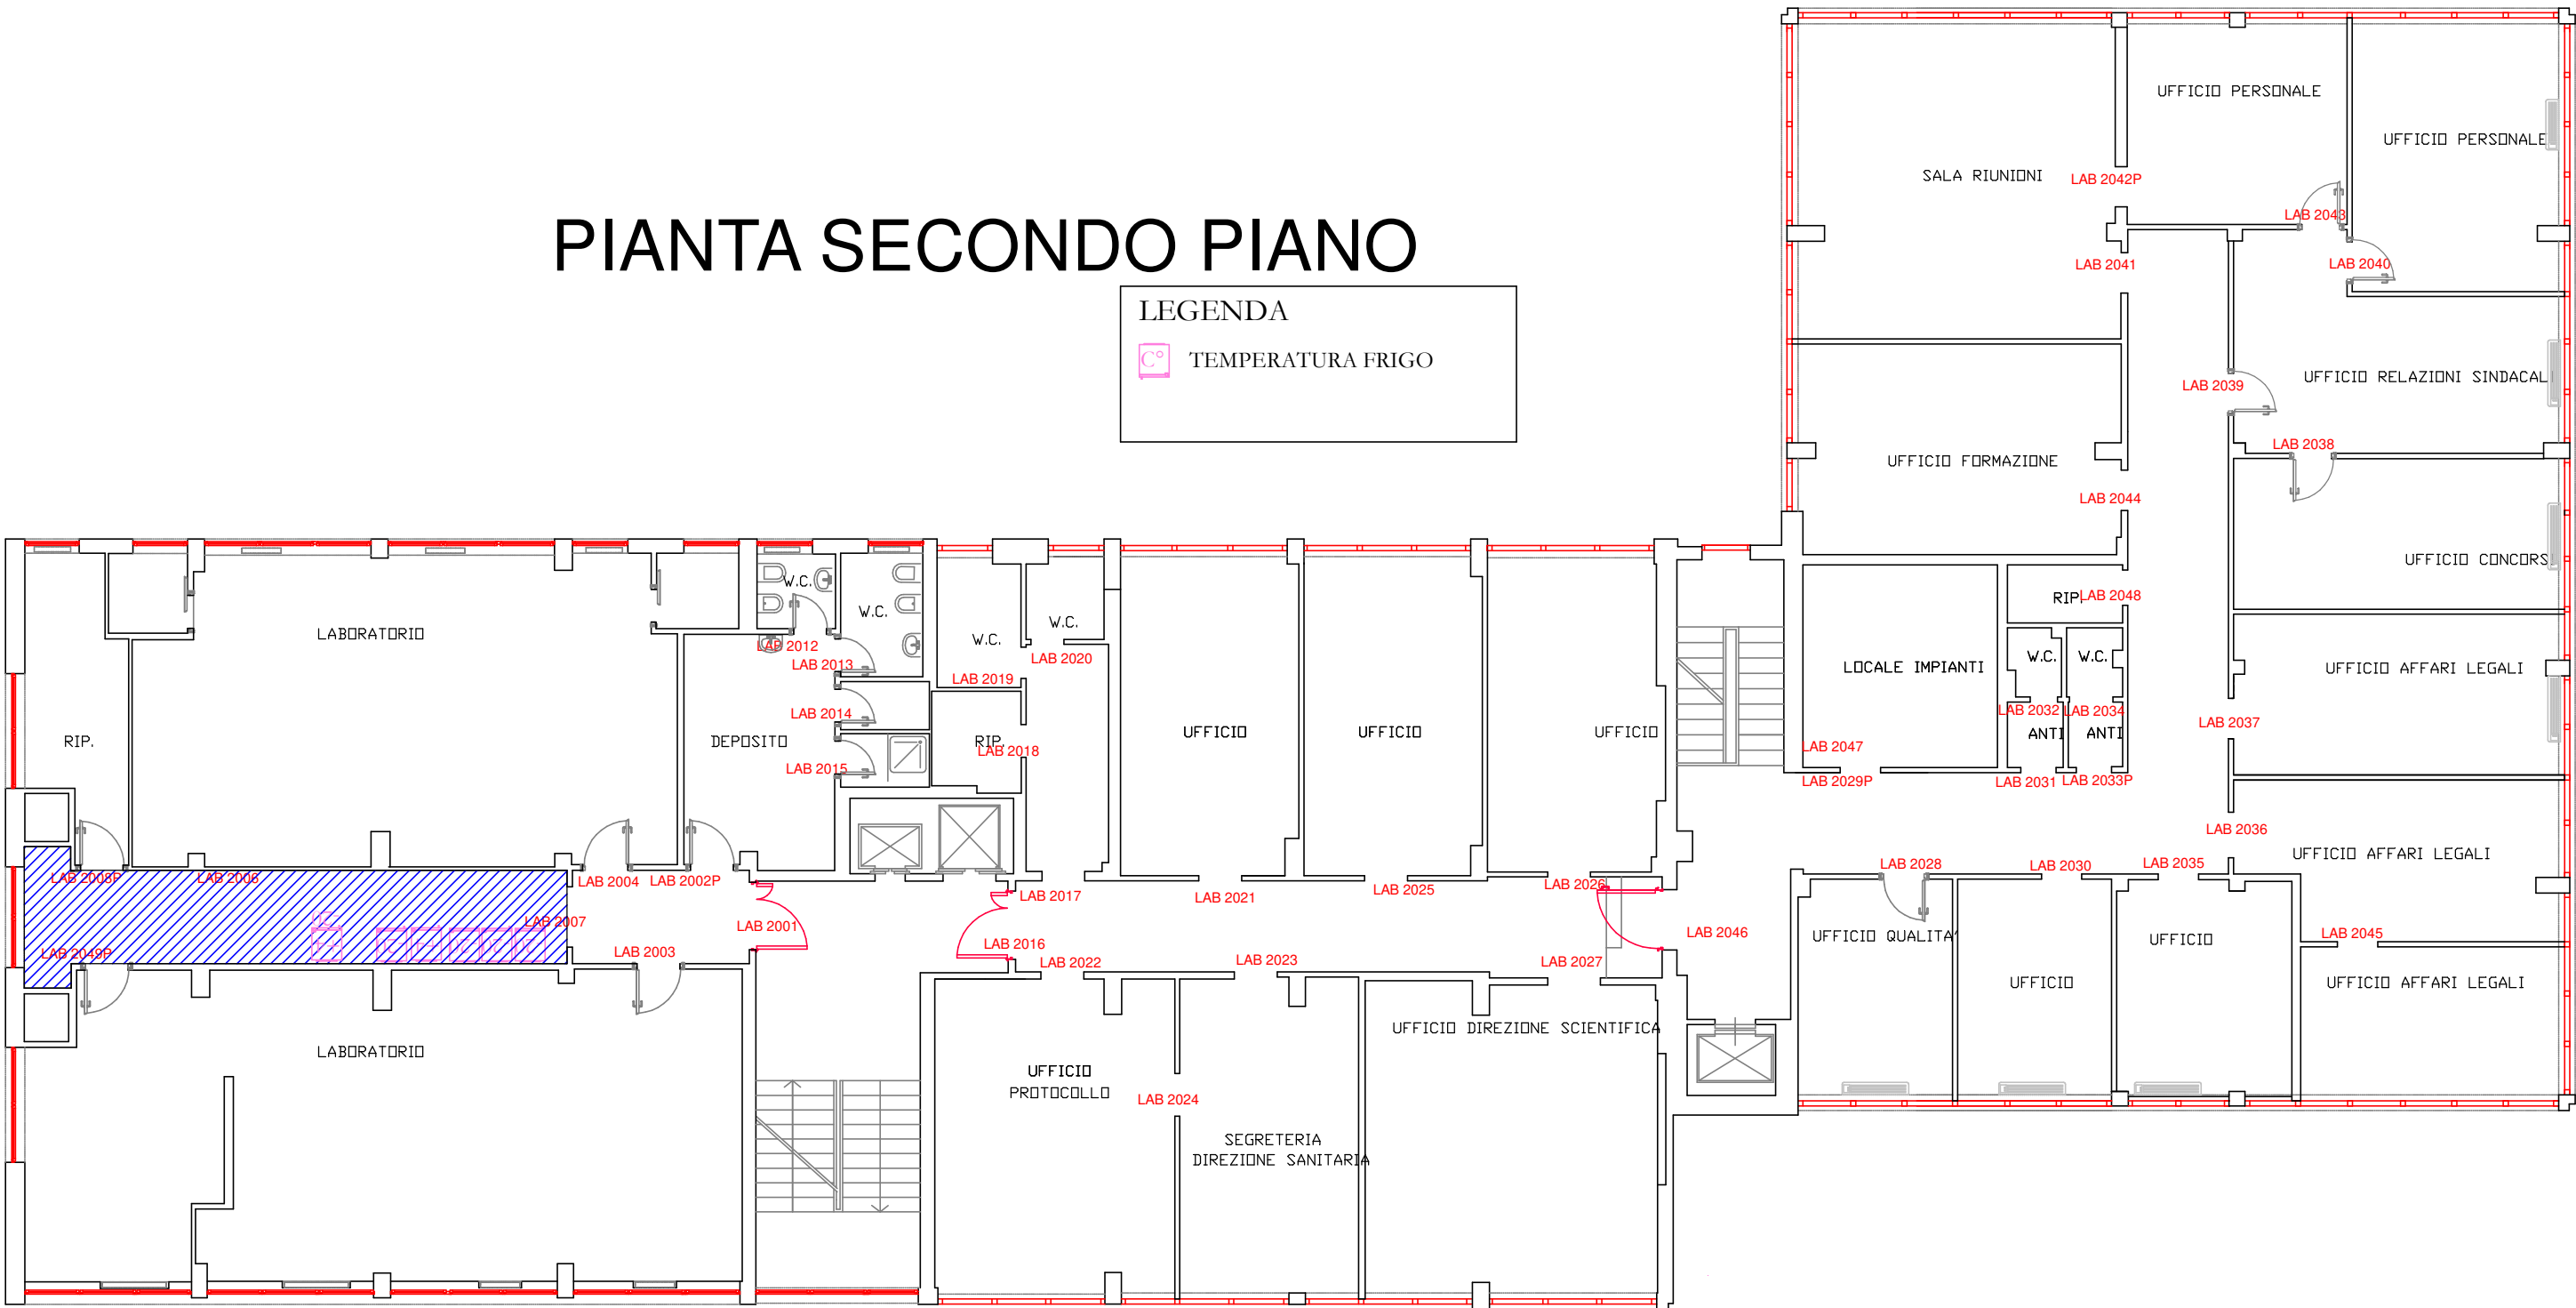 PIANTA SECONDO PIANO
LEGENDA
C° TEMPERATURA FRIGO
UFFICIO PERSONALE
UFFICIO PERSONALE
SALA RIUNIONI
LAB 2042P
LAB 2043
LAB 2041
LAB 2040
UFFICIO RELAZIONI SINDACALI
LAB 2039
LAB 2038
UFFICIO FORMAZIONE
LAB 2044
UFFICIO CONCORSI
RIP.
LAB 2048
LOCALE IMPIANTI
W.C.
W.C.
UFFICIO AFFARI LEGALI
LAB 2032
LAB 2034
LAB 2037
ANTI
ANTI
LAB 2047
LAB 2029P
LAB 2031
LAB 2033P
LAB 2036
UFFICIO AFFARI LEGALI
LAB 2028
LAB 2030
LAB 2035
LAB 2045
UFFICIO QUALITA'
UFFICIO
UFFICIO
UFFICIO AFFARI LEGALI
LABORATORIO
W.C.
W.C.
W.C.
W.C.
LAB 2012
LAB 2013
LAB 2019
LAB 2020
LAB 2014
RIP.
DEPOSITO
RIP.
LAB 2018
LAB 2015
UFFICIO
UFFICIO
UFFICIO
LAB 2008P
LAB 2006
LAB 2004
LAB 2002P
LAB 2017
LAB 2021
LAB 2025
LAB 2026
LAB 2007
LAB 2001
LAB 2016
LAB 2046
LAB 2049P
LAB 2003
LAB 2022
LAB 2023
LAB 2027
LABORATORIO
UFFICIO
PROTOCOLLO
LAB 2024
UFFICIO DIREZIONE SCIENTIFICA
SEGRETERIA
DIREZIONE SANITARIA